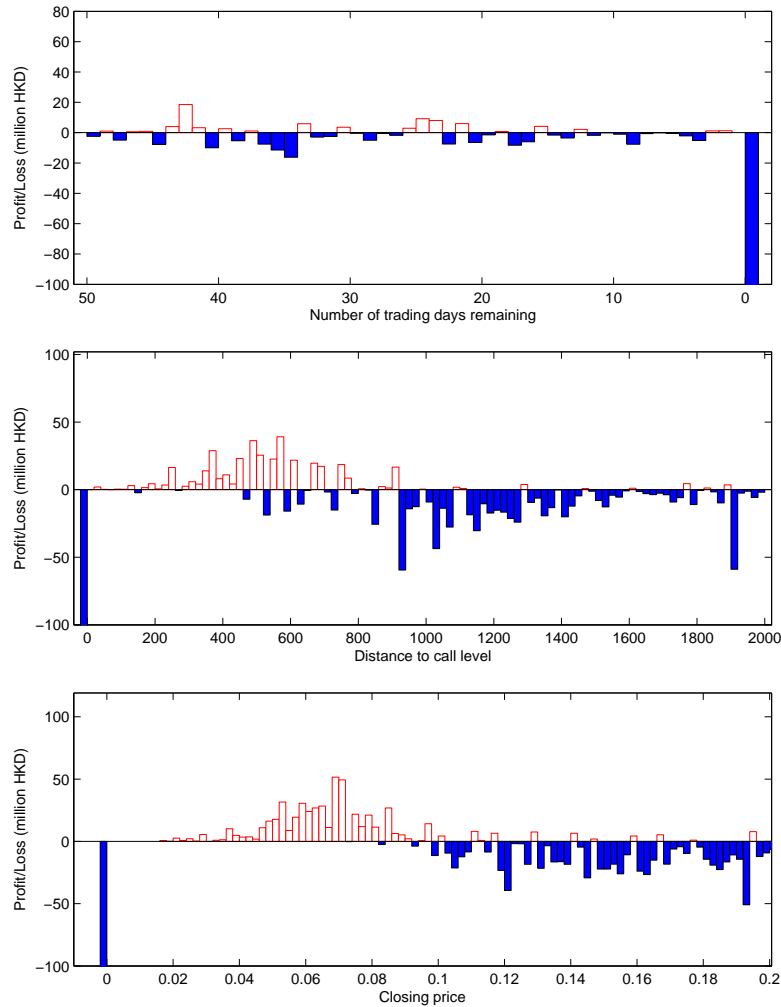 80
60
40
20
0
−20
−40
−60
−80
−100
Profit/Loss (million HKD)
50 40 30 20 10 0
Number of trading days remaining
100
50
0
−50
−100
Profit/Loss (million HKD)
0 200 400 600 800 1000 1200 1400 1600 1800 2000
Distance to call level
100
50
0
−50
−100
Profit/Loss (million HKD)
0 0.02 0.04 0.06 0.08 0.1 0.12 0.14 0.16 0.18 0.2
Closing price